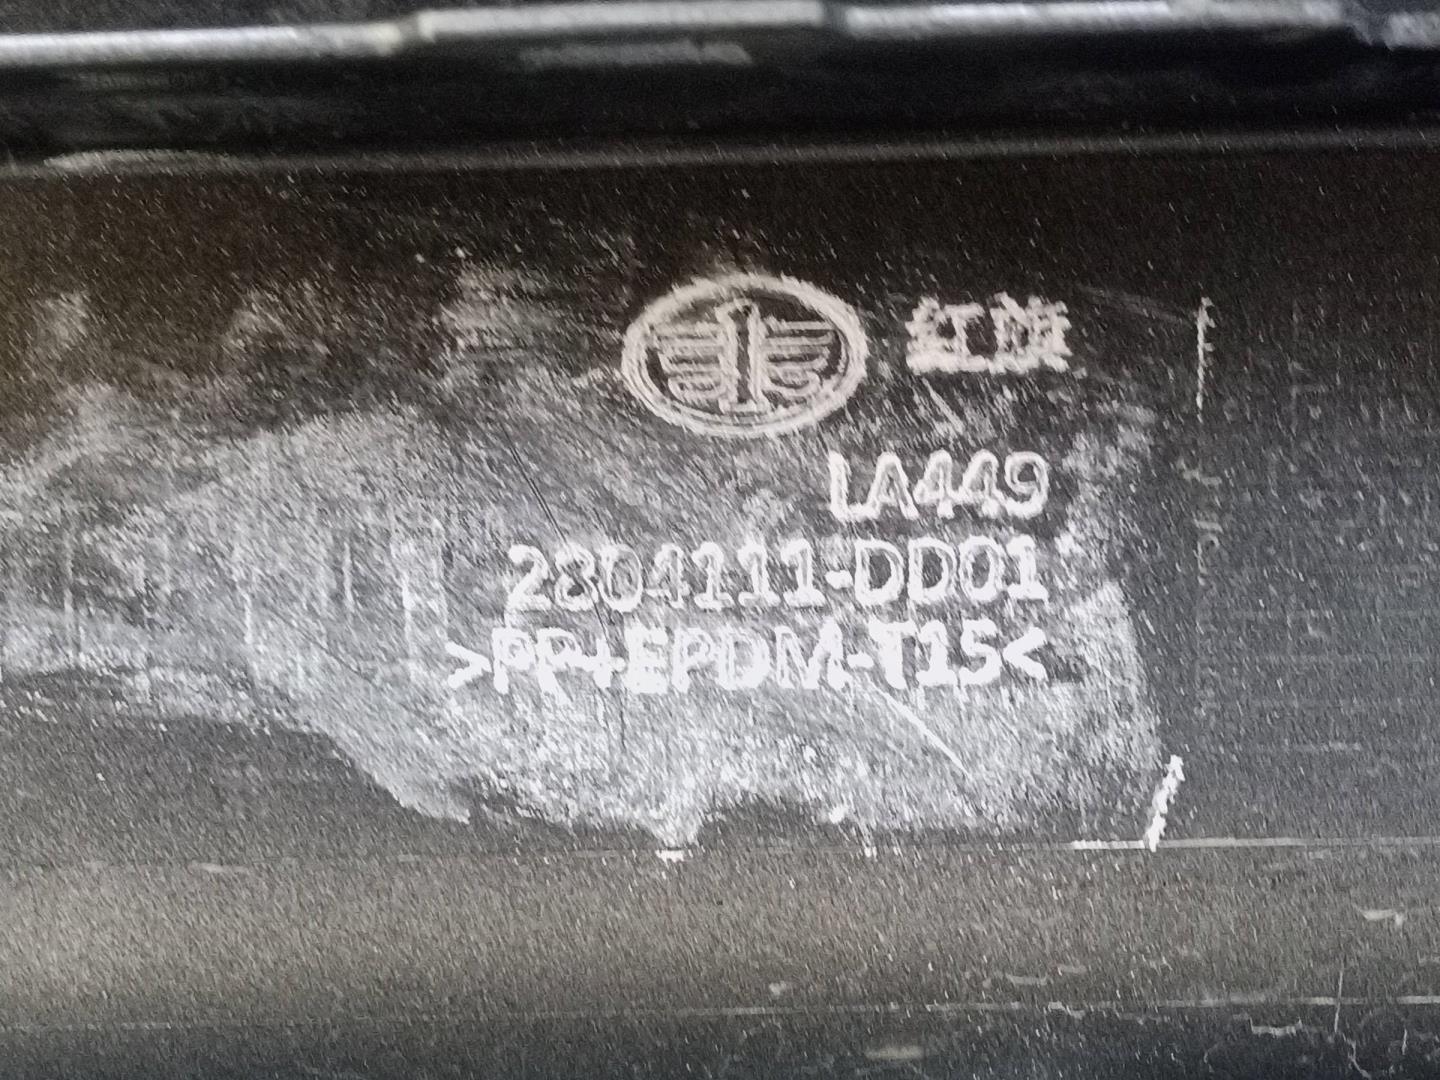 红旗
LA449
2804111-DD01
>PP+EPDM-T15<